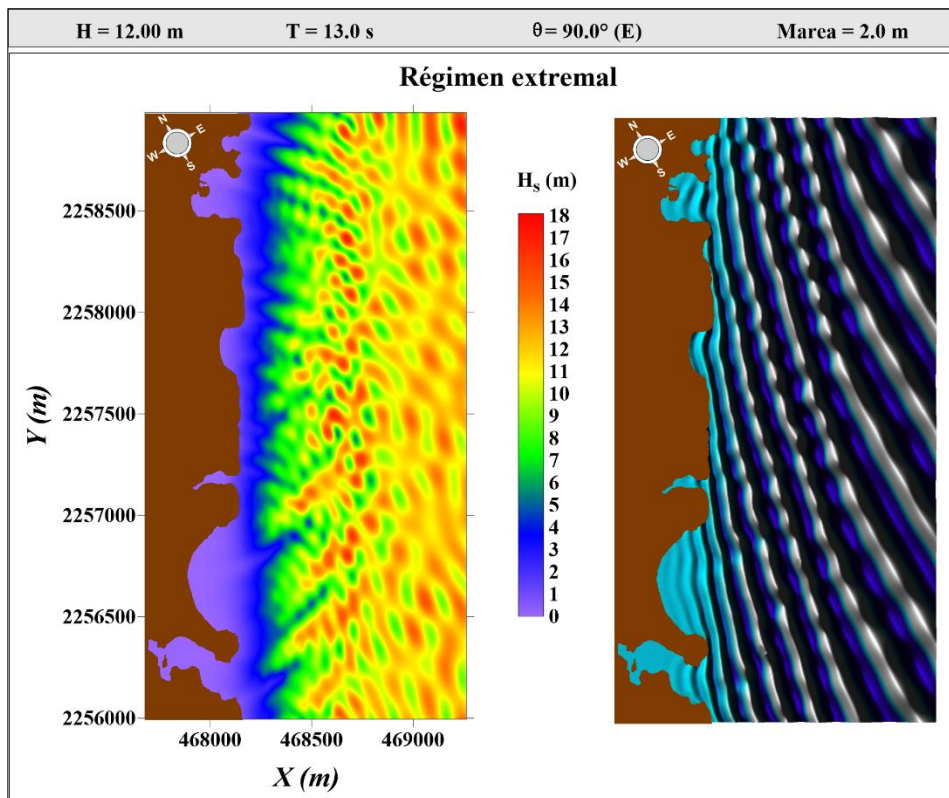 H = 12.00 m T = 13.0 s θ = 90.0° (E) Marea = 2.0 m
Régimen extremal
N
E
W
S
N
E
W
S
H_s (m)
18
17
16
15
14
13
12
11
10
9
8
7
6
5
4
3
2
1
0
Y (m)
2258500
2258000
2257500
2257000
2256500
2256000
468000 468500 469000
X (m)